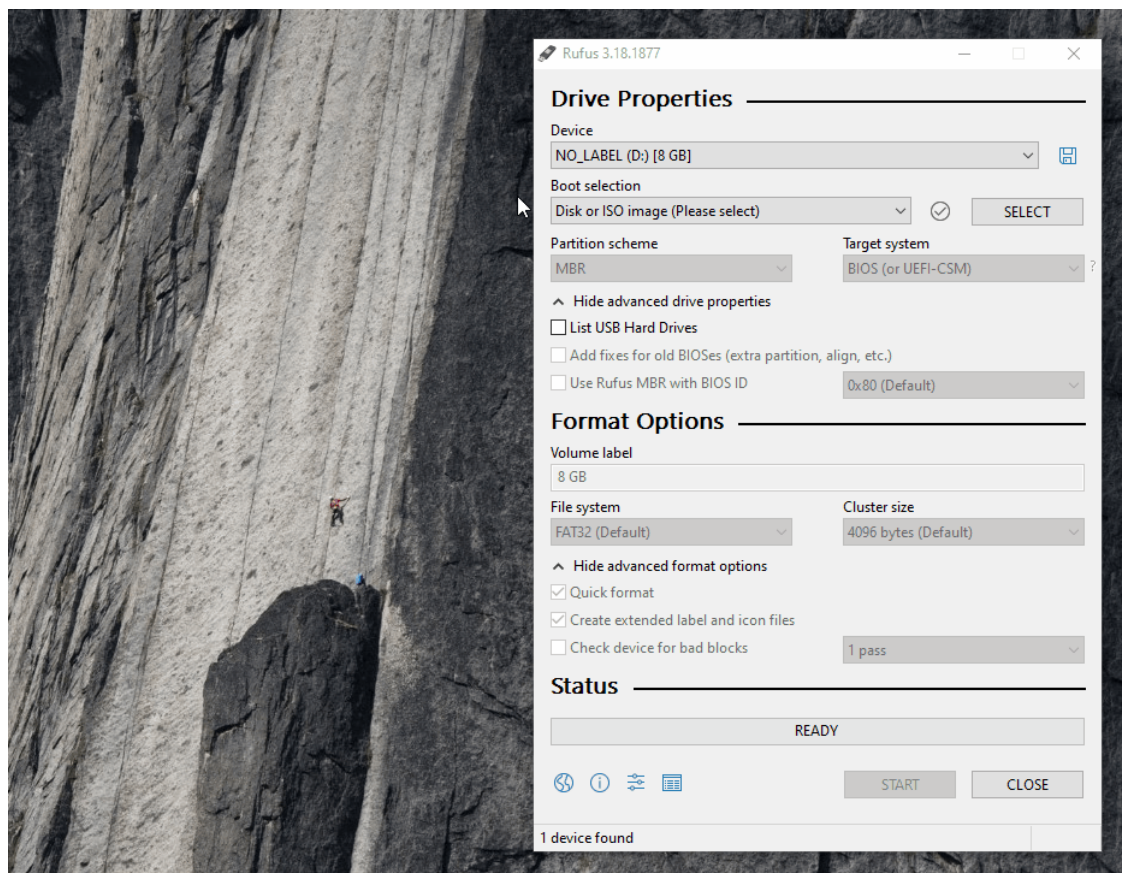 Rufus 3.18.1877
Drive Properties
Device
NO_LABEL (D:) [8 GB]
Boot selection
Disk or ISO image (Please select)
SELECT
Partition scheme
Target system
MBR
BIOS (or UEFI-CSM)
?
Hide advanced drive properties
List USB Hard Drives
Add fixes for old BIOSes (extra partition, align, etc.)
Use Rufus MBR with BIOS ID
0x80 (Default)
Format Options
Volume label
8 GB
File system
Cluster size
FAT32 (Default)
4096 bytes (Default)
Hide advanced format options
Quick format
Create extended label and icon files
Check device for bad blocks
1 pass
Status
READY
START
CLOSE
1 device found